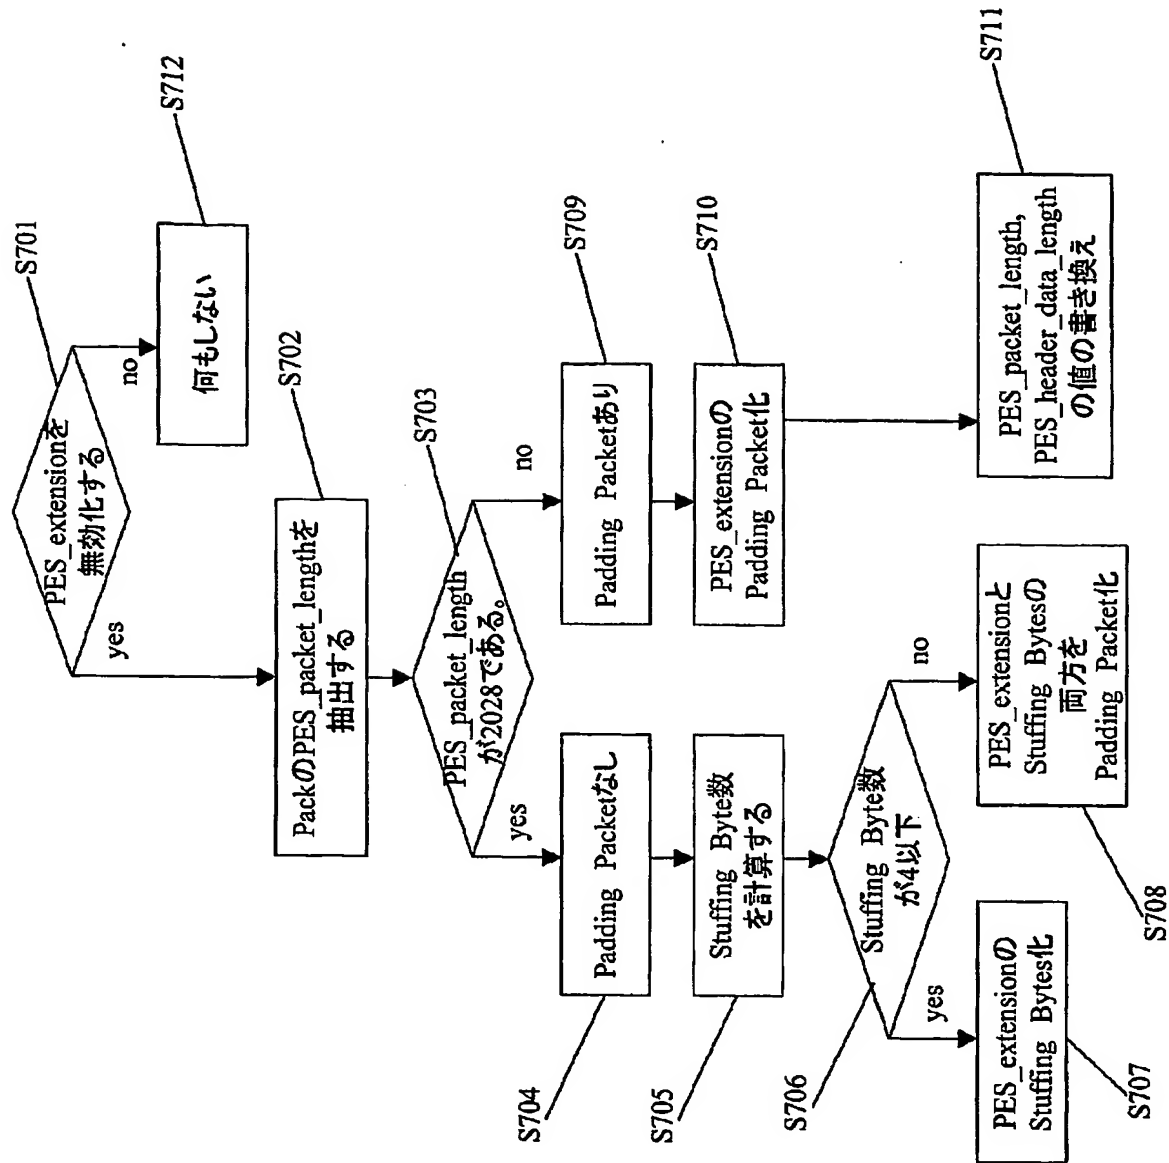 S701
PES_extensionを
無効化する
yes
no
S712
何もしない
S702
PackのPES_packet_lengthを
抽出する
S703
PES_packet_length
が2028である。
yes
no
S704
Padding Packetなし
S709
Padding Packetあり
S705
Stuffing Byte数
を計算する
S710
PES_extensionの
Padding Packet化
S706
Stuffing Byte数
が4以下
yes
no
S707
PES_extensionの
Stuffing Bytes化
S708
PES_extensionと
Stuffing Bytesの
両方を
Padding Packet化
S711
PES_packet_length,
PES_header_data_length
の値の書き換え